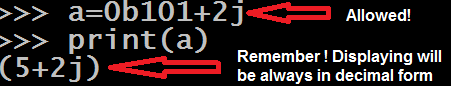 >>> a=0b101+2j Allowed!
>>> print(a)
(5+2j) Remember ! Displaying will
be always in decimal form